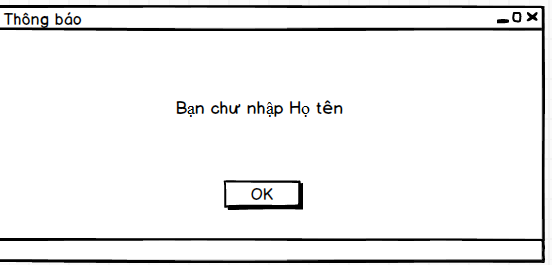 Thông báo
Bạn chư nhập Họ tên
OK